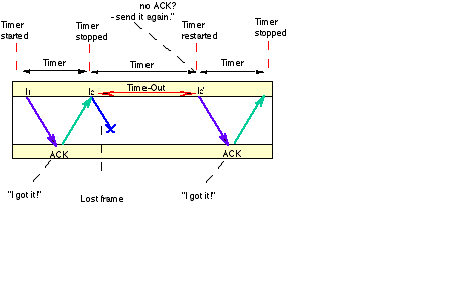 no ACK?
- send it again."
Timer
started
Timer
stopped
Timer
restarted
Timer
stopped
Timer
Timer
Timer
I1
I2
Time-Out
I2'
ACK
ACK
"I got it!"
Lost frame
"I got it!"